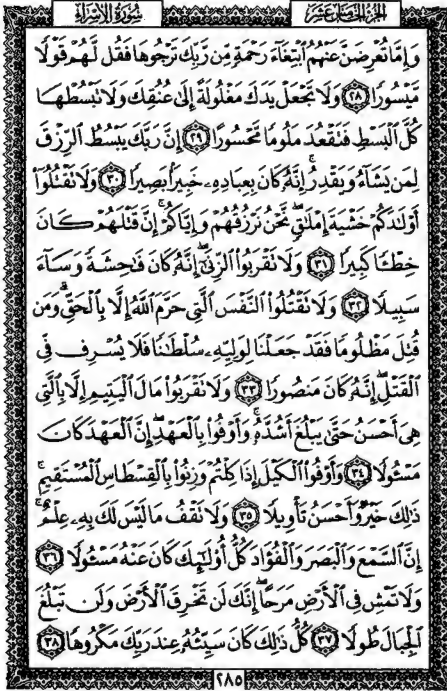 سُورَةُ الإِسْرَاءِ
الجزء الخامس عشر
وَإِمَّا تُعْرِضَنَّ عَنْهُمُ ٱبْتِغَآءَ رَحْمَةٍ مِّن رَّبِّكَ تَرْجُوهَا فَقُل لَّهُمْ قَوْلًا
مَّيْسُورًا ٢٨ وَلَا تَجْعَلْ يَدَكَ مَغْلُولَةً إِلَىٰ عُنُقِكَ وَلَا تَبْسُطْهَا
كُلَّ ٱلْبَسْطِ فَتَقْعُدَ مَلُومًا مَّحْسُورًا ٢٩ إِنَّ رَبَّكَ يَبْسُطُ ٱلرِّزْقَ
لِمَن يَشَآءُ وَيَقْدِرُ ۚ إِنَّهُۥ كَانَ بِعِبَادِهِۦ خَبِيرًۢا بَصِيرًا ٣٠ وَلَا تَقْتُلُوٓا۟
أَوْلَـٰدَكُمْ خَشْيَةَ إِمْلَـٰقٍ ۖ نَّحْنُ نَرْزُقُهُمْ وَإِيَّاكُمْ ۚ إِنَّ قَتْلَهُمْ كَانَ
خِطْـًٔا كَبِيرًا ٣١ وَلَا تَقْرَبُوا۟ ٱلزِّنَىٰٓ ۖ إِنَّهُۥ كَانَ فَـٰحِشَةً وَسَآءَ
سَبِيلًا ٣٢ وَلَا تَقْتُلُوا۟ ٱلنَّفْسَ ٱلَّتِى حَرَّمَ ٱللَّهُ إِلَّا بِٱلْحَقِّ ۗ وَمَن
قُتِلَ مَظْلُومًا فَقَدْ جَعَلْنَا لِوَلِيِّهِۦ سُلْطَـٰنًا فَلَا يُسْرِف فِّى
ٱلْقَتْلِ ۖ إِنَّهُۥ كَانَ مَنصُورًا ٣٣ وَلَا تَقْرَبُوا۟ مَالَ ٱلْيَتِيمِ إِلَّا بِٱلَّتِى
هِىَ أَحْسَنُ حَتَّىٰ يَبْلُغَ أَشُدَّهُۥ ۚ وَأَوْفُوا۟ بِٱلْعَهْدِ ۖ إِنَّ ٱلْعَهْدَ كَانَ
مَسْـُٔولًا ٣٤ وَأَوْفُوا۟ ٱلْكَيْلَ إِذَا كِلْتُمْ وَزِنُوا۟ بِٱلْقِسْطَاسِ ٱلْمُسْتَقِيمِ ۚ
ذَٰلِكَ خَيْرٌ وَأَحْسَنُ تَأْوِيلًا ٣٥ وَلَا تَقْفُ مَا لَيْسَ لَكَ بِهِۦ عِلْمٌ ۚ
إِنَّ ٱلسَّمْعَ وَٱلْبَصَرَ وَٱلْفُؤَادَ كُلُّ أُو۟لَـٰٓئِكَ كَانَ عَنْهُ مَسْـُٔولًا ٣٦
وَلَا تَمْشِ فِى ٱلْأَرْضِ مَرَحًا ۖ إِنَّكَ لَن تَخْرِقَ ٱلْأَرْضَ وَلَن تَبْلُغَ
ٱلْجِبَالَ طُولًا ٣٧ كُلُّ ذَٰلِكَ كَانَ سَيِّئُهُۥ عِندَ رَبِّكَ مَكْرُوهًا ٣٨
٢٨٥